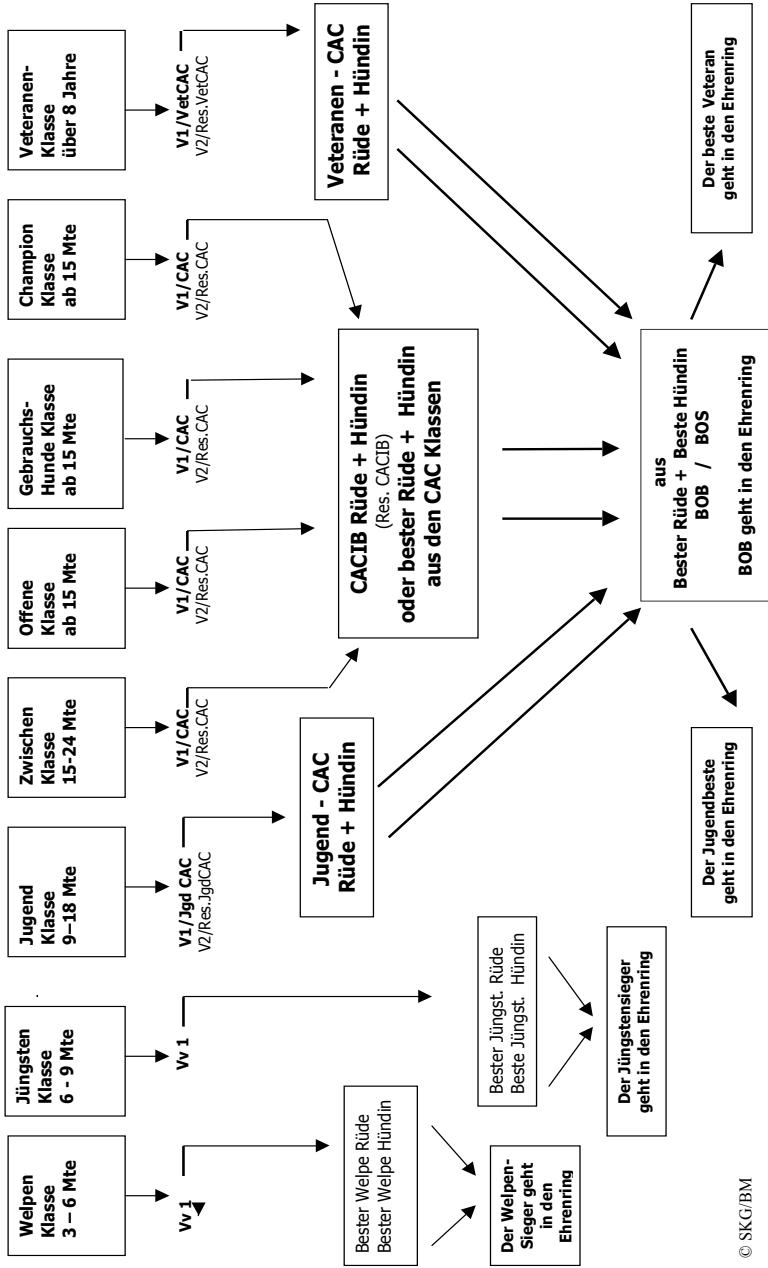 Welpen
Klasse
3 – 6 Mte
Jüngsten
Klasse
6 - 9 Mte
Jugend
Klasse
9–18 Mte
Zwischen
Klasse
15-24 Mte
Offene
Klasse
ab 15 Mte
Gebrauchs-
Hunde Klasse
ab 15 Mte
Champion
Klasse
ab 15 Mte
Veteranen-
Klasse
über 8 Jahre
Vv 1
Vv 1
V1/Jgd CAC
V2/Res.JgdCAC
V1/CAC
V2/Res.CAC
V1/CAC
V2/Res.CAC
V1/CAC
V2/Res.CAC
V1/CAC
V2/Res.CAC
V1/VetCAC
V2/Res.VetCAC
Bester Welpe Rüde
Bester Welpe Hündin
Jugend - CAC
Rüde + Hündin
CACIB Rüde + Hündin
(Res. CACIB)
oder bester Rüde + Hündin
aus den CAC Klassen
Veteranen - CAC
Rüde + Hündin
Bester Jüngst. Rüde
Beste Jüngst. Hündin
Der Welpen-
Sieger geht
in den
Ehrenring
Der Jüngstensieger
geht in den Ehrenring
aus
Bester Rüde + Beste Hündin
BOB / BOS
BOB geht in den Ehrenring
Der Jugendbeste
geht in den Ehrenring
Der beste Veteran
geht in den Ehrenring
© SKG/BM